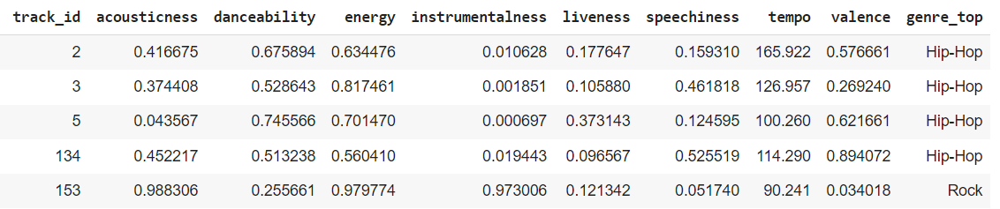 track_id acousticness danceability energy instrumentalness liveness speechiness tempo valence genre_top
2 0.416675 0.675894 0.634476 0.010628 0.177647 0.159310 165.922 0.576661 Hip-Hop
3 0.374408 0.528643 0.817461 0.001851 0.105880 0.461818 126.957 0.269240 Hip-Hop
5 0.043567 0.745566 0.701470 0.000697 0.373143 0.124595 100.260 0.621661 Hip-Hop
134 0.452217 0.513238 0.560410 0.019443 0.096567 0.525519 114.290 0.894072 Hip-Hop
153 0.988306 0.255661 0.979774 0.973006 0.121342 0.051740 90.241 0.034018 Rock